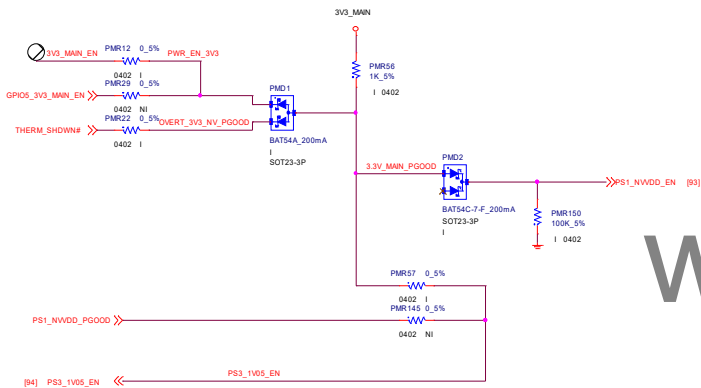 3V3_MAIN
3V3_MAIN_EN
PMR12 0_5%
PWR_EN_3V3
0402 I
PMR56
1K_5%
I 0402
GPIO5_3V3_MAIN_EN
PMR29 0_5%
0402 NI
PMD1
THERM_SHDWN#
PMR22 0_5%
OVERT_3V3_NV_PGOOD
0402 I
BAT54A_200mA
I
SOT23-3P
3.3V_MAIN_PGOOD
PMD2
PS1_NVVDD_EN [93]
BAT54C-7-F_200mA
SOT23-3P
I
PMR150
100K_5%
I 0402
W
PMR57 0_5%
0402 I
PMR145 0_5%
0402 NI
PS1_NVVDD_PGOOD
[94] PS3_1V05_EN
PS3_1V05_EN